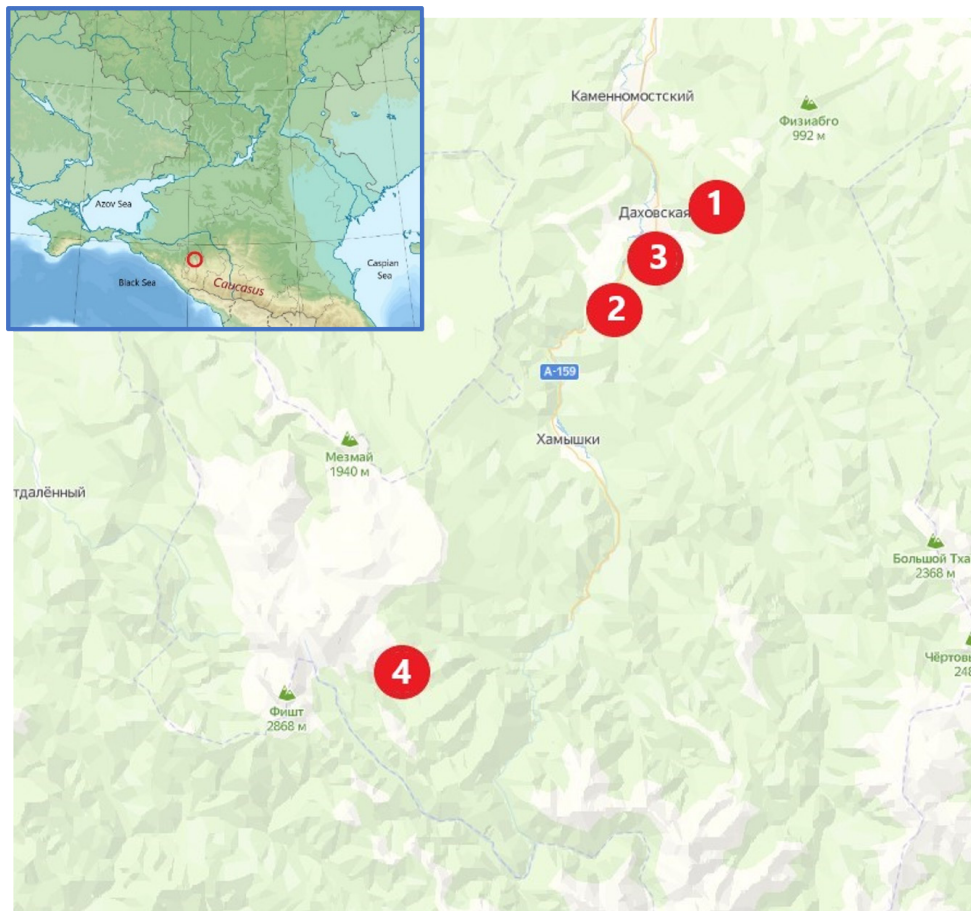 Azov Sea
Black Sea
Caucasus
Caspian
Sea
Каменномостский
Физиабго
992 м
Даховская
1
3
2
А-159
Хамышки
Мезмай
1940 м
тдалённый
Большой Тха
2368 м
Чёртовы
248
4
Фишт
2868 м